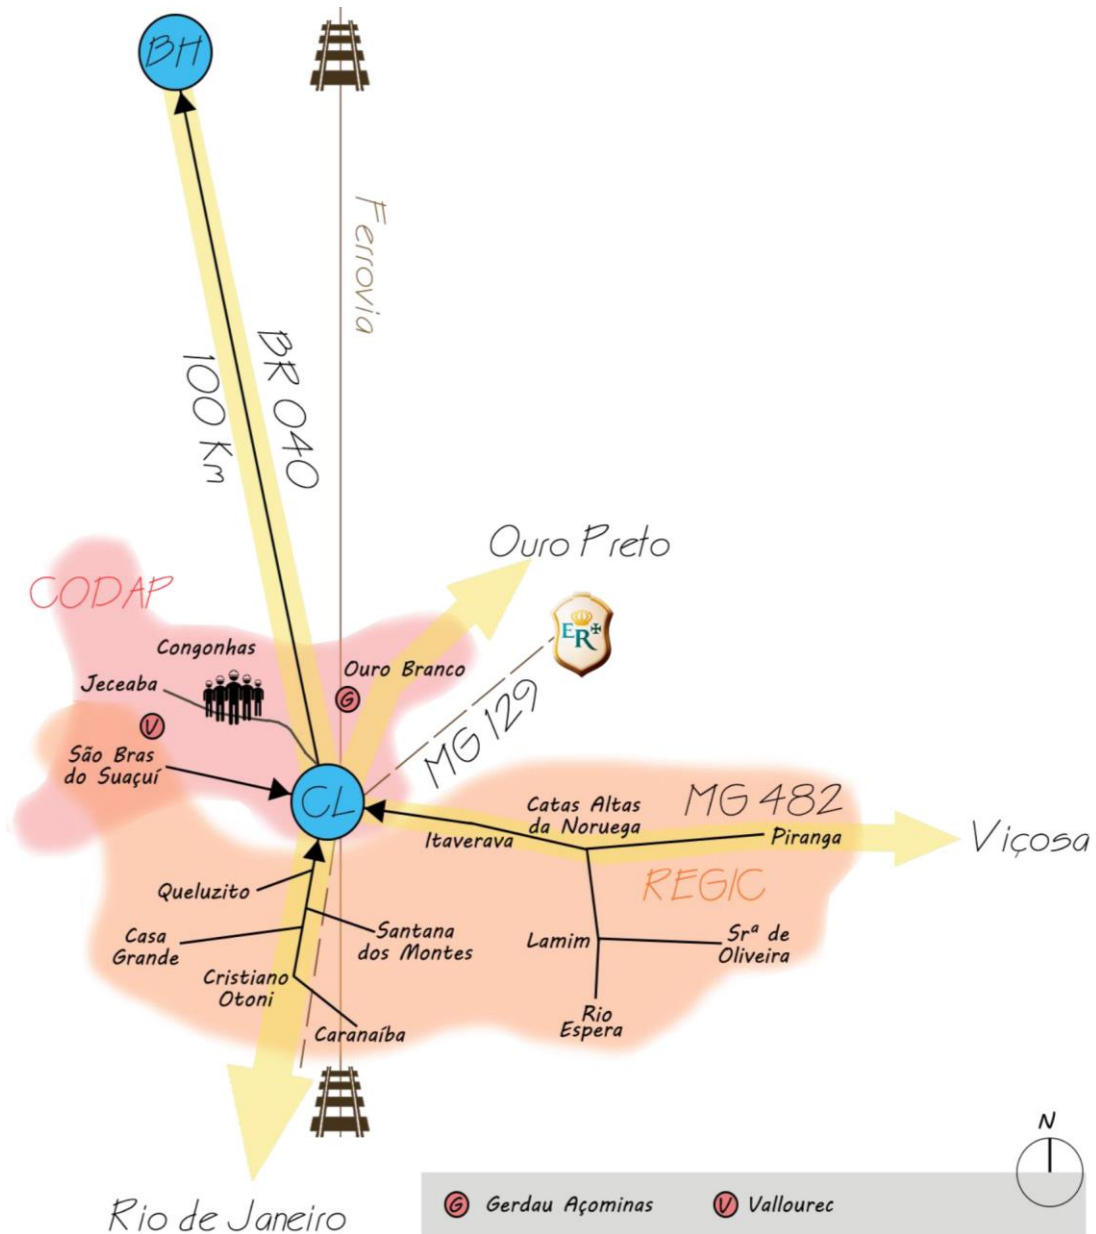 BH
Ferrovia
BR 040
100 Km
Ouro Preto
CODAP
ER
Congonhas
Ouro Branco
Jeceaba
G
V
MG 129
São Bras
do Suaçuí
CL
Catas Altas
da Noruega
MG 482
Itaverava
Piranga
Viçosa
Queluzito
REGIC
Casa
Grande
Santana
dos Montes
Lamim
Srª de
Oliveira
Cristiano
Otoni
Rio
Espera
Caranaíba
N
Rio de Janeiro
G Gerdau Açominas
V Vallourec